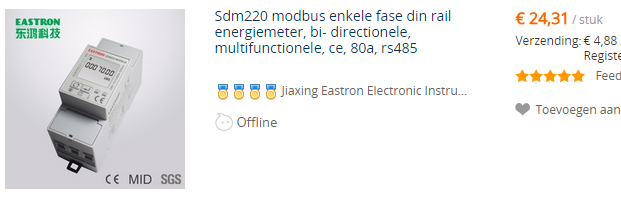 EASTRON
东鸿科技
EASTRON
CE MID SGS
Sdm220 modbus enkele fase din rail
energiemeter, bi- directionele,
multifunctionele, ce, 80a, rs485
Jiaxing Eastron Electronic Instru...
Offline
€ 24,31 / stuk
Verzending: € 4,88
Registe
Feed
Toevoegen aan